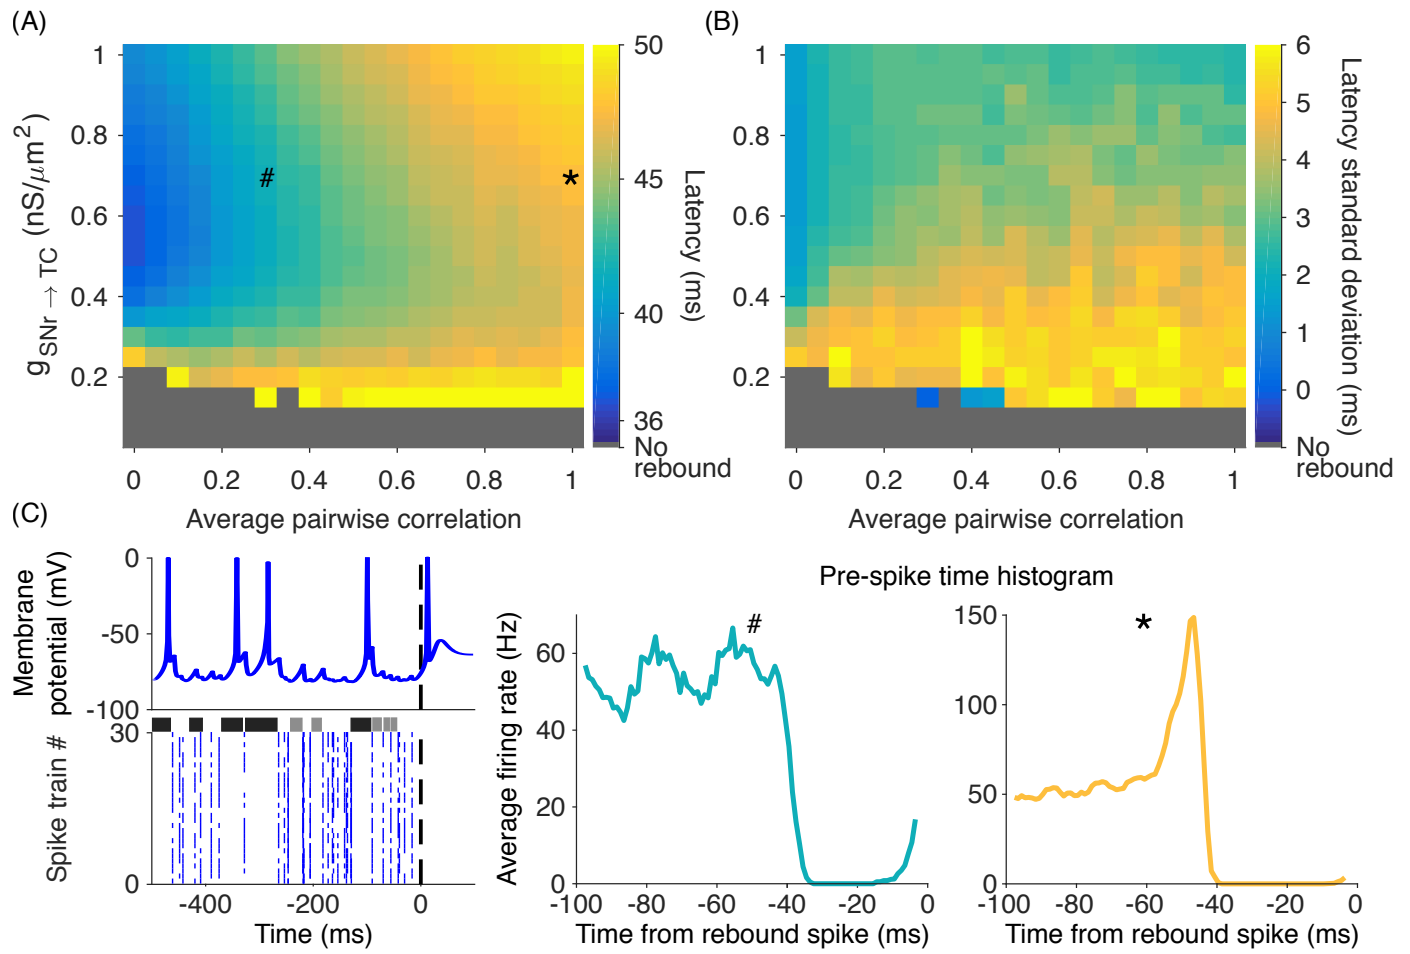 (A)
1
0.8
0.6
0.4
0.2
g SNr → TC (nS/μm²)
#
*
0 0.2 0.4 0.6 0.8 1
Average pairwise correlation
50
45
40
36
35
No
rebound
Latency (ms)
(B)
1
0.8
0.6
0.4
0.2
0 0.2 0.4 0.6 0.8 1
Average pairwise correlation
6
5
4
3
2
1
0
No
rebound
Latency standard deviation (ms)
(C)
Membrane
potential (mV)
0
-50
-100
Spike train #
30
0
-400 -200 0
Time (ms)
Pre-spike time histogram
Average firing rate (Hz)
60
40
20
0
#
-100 -80 -60 -40 -20 0
Time from rebound spike (ms)
150
100
50
0
*
-100 -80 -60 -40 -20 0
Time from rebound spike (ms)